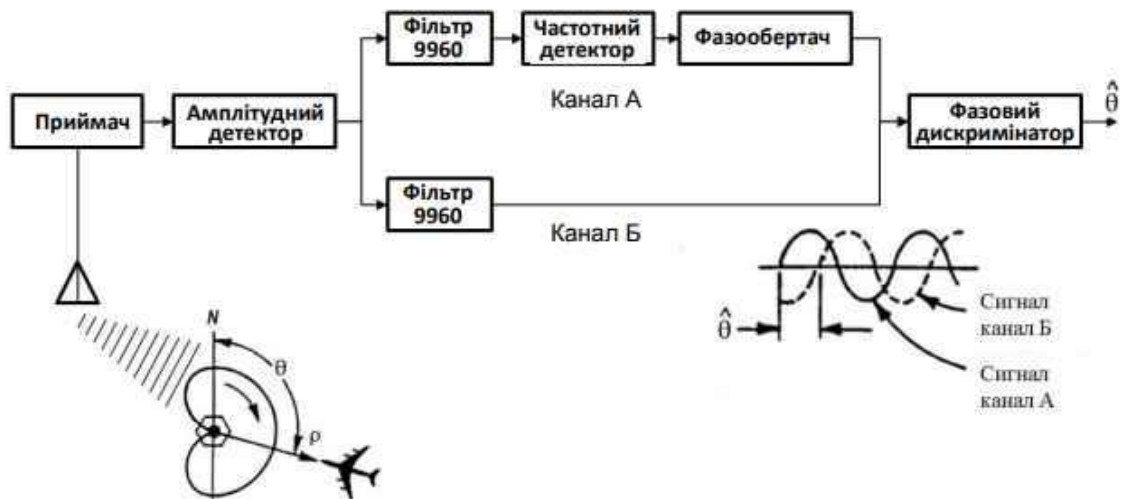 Фільтр
9960
Частотний
детектор
Фазообертач
Канал А
Приймач
Амплітудний
детектор
Фазовий
дискримінатор
θ̂
Фільтр
9960
Канал Б
N
θ
ρ
θ̂
Сигнал
канал Б
Сигнал
канал А